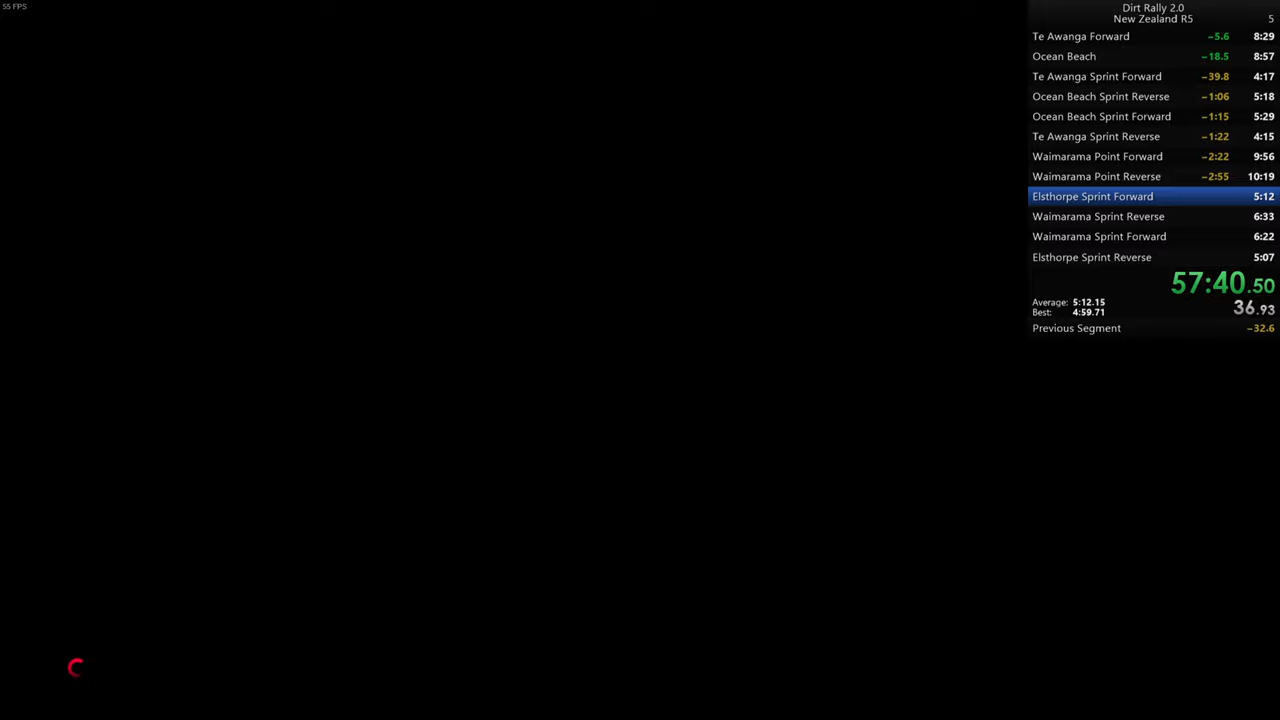 55 FPS
Dirt Rally 2.0
New Zealand R5 5
Te Awanga Forward −5.6 8:29
Ocean Beach −18.5 8:57
Te Awanga Sprint Forward −39.8 4:17
Ocean Beach Sprint Reverse −1:06 5:18
Ocean Beach Sprint Forward −1:15 5:29
Te Awanga Sprint Reverse −1:22 4:15
Waimarama Point Forward −2:22 9:56
Waimarama Point Reverse −2:55 10:19
Elsthorpe Sprint Forward 5:12
Waimarama Sprint Reverse 6:33
Waimarama Sprint Forward 6:22
Elsthorpe Sprint Reverse 5:07
57:40.50
Average: 5:12.15
Best: 4:59.71
36.93
Previous Segment −32.6